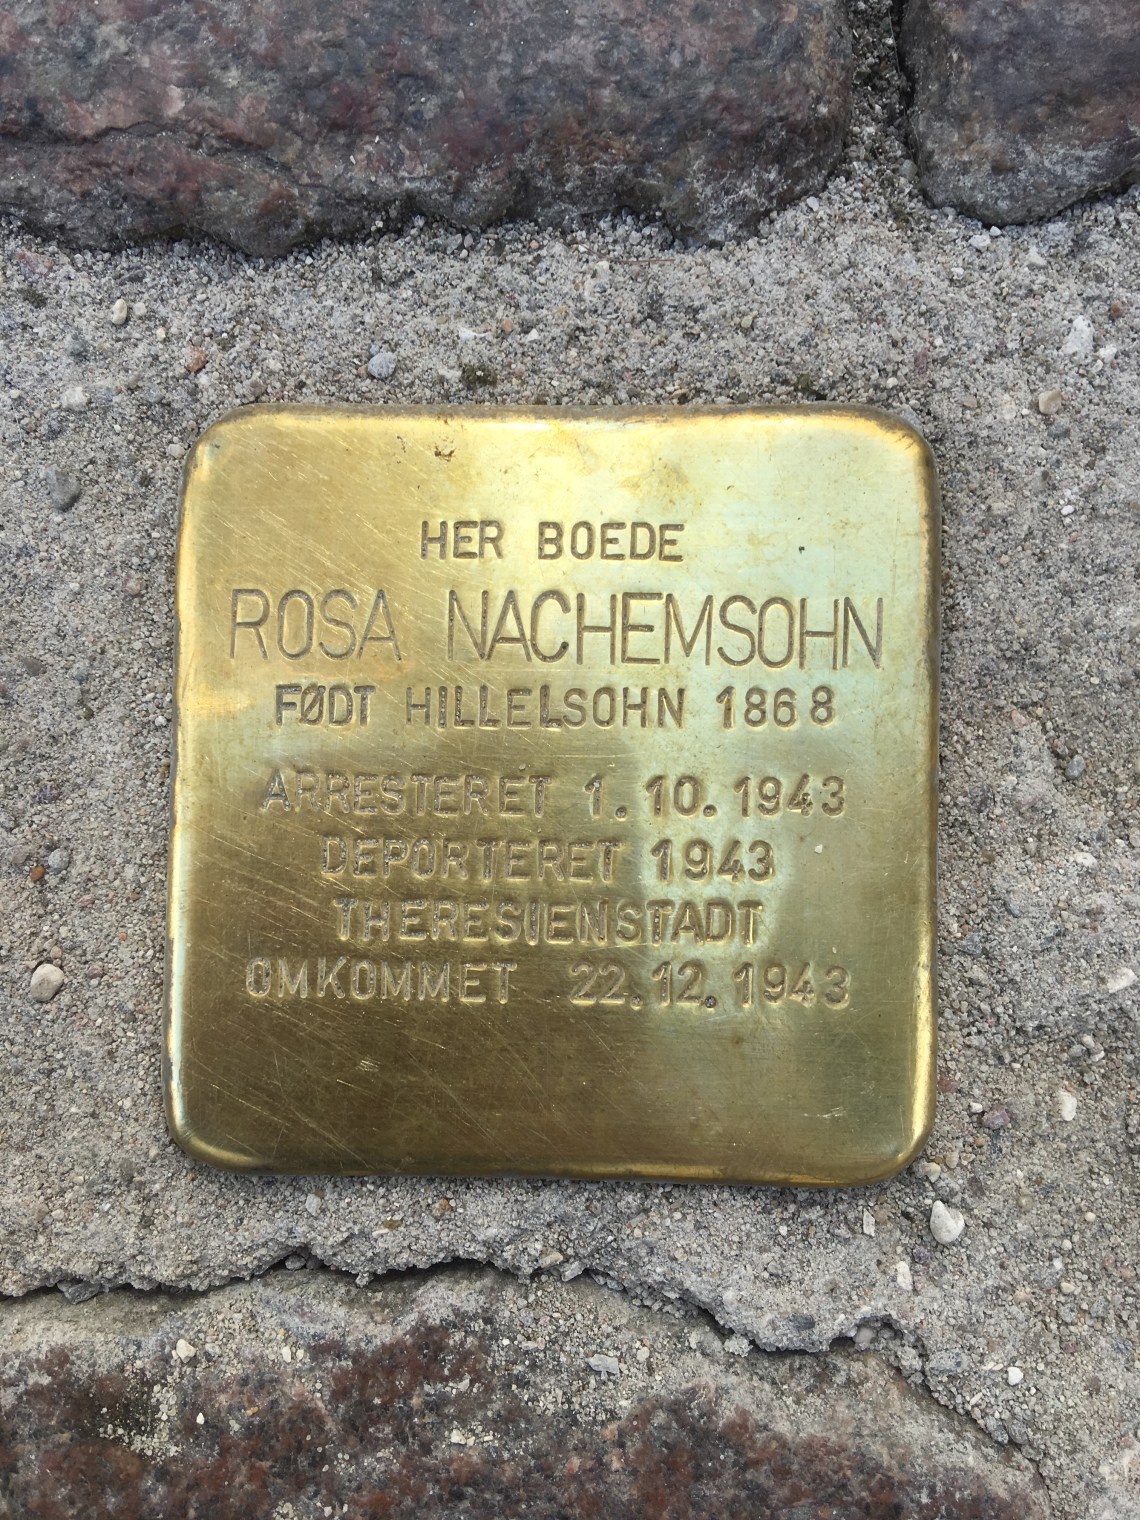 HER BOEDE
ROSA NACHEMSOHN
FØDT HILLELSOHN 1868
ARRESTERET 1.10.1943
DEPORTERET 1943
THERESIENSTADT
OMKOMMET 22.12.1943